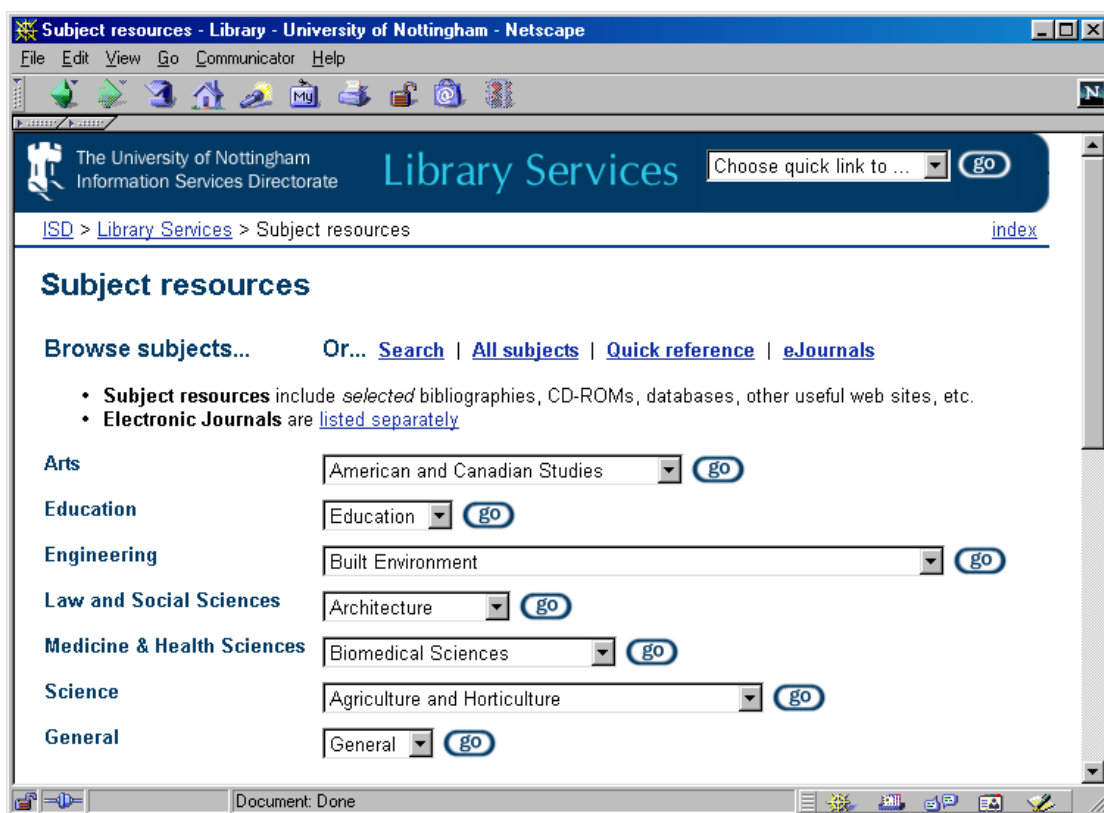 Subject resources - Library - University of Nottingham - Netscape
File Edit View Go Communicator Help
My
N
The University of Nottingham
Information Services Directorate
Library Services
Choose quick link to ... go
ISD > Library Services > Subject resources index
Subject resources
Browse subjects... Or... Search | All subjects | Quick reference | eJournals
• Subject resources include selected bibliographies, CD-ROMs, databases, other useful web sites, etc.
• Electronic Journals are listed separately
Arts American and Canadian Studies go
Education Education go
Engineering Built Environment go
Law and Social Sciences Architecture go
Medicine & Health Sciences Biomedical Sciences go
Science Agriculture and Horticulture go
General General go
Document: Done